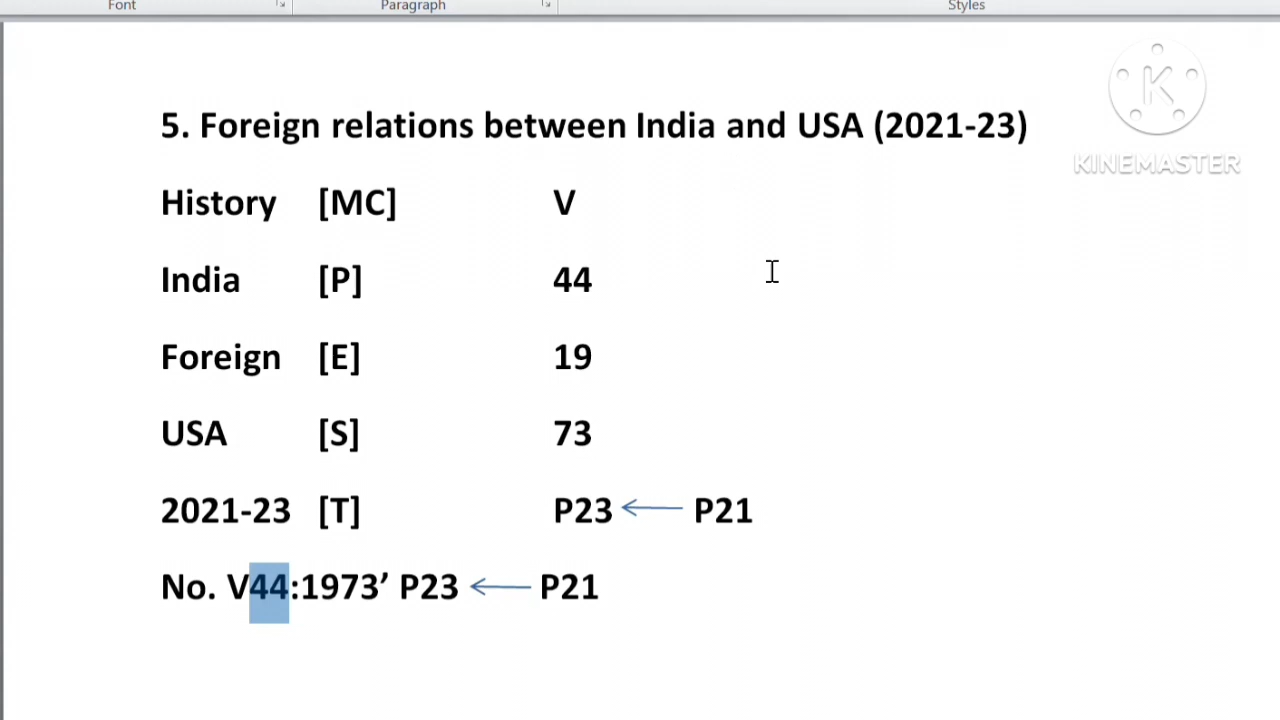 Font Paragraph Styles
5. Foreign relations between India and USA (2021-23)
KINEMASTER
History [MC] V
India [P] 44
Foreign [E] 19
USA [S] 73
2021-23 [T] P23 ← P21
No. V44:1973’ P23 ← P21